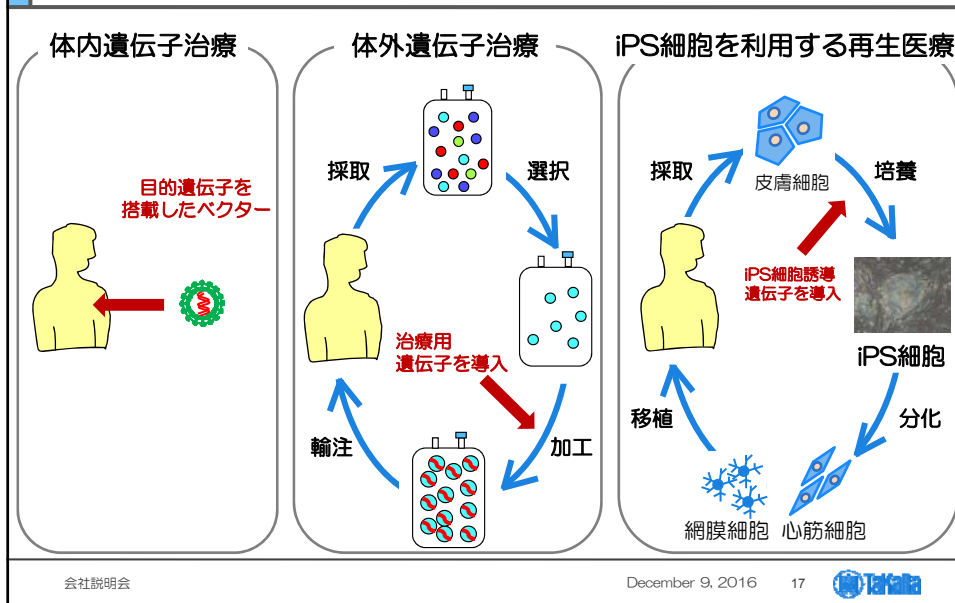 体内遺伝子治療
目的遺伝子を
搭載したベクター
体外遺伝子治療
採取
選択
治療用
遺伝子を導入
輸注
加工
iPS細胞を利用する再生医療
採取
皮膚細胞
培養
iPS細胞誘導
遺伝子を導入
iPS細胞
移植
分化
網膜細胞
心筋細胞
会社説明会
December 9, 2016
17
TaKaRa